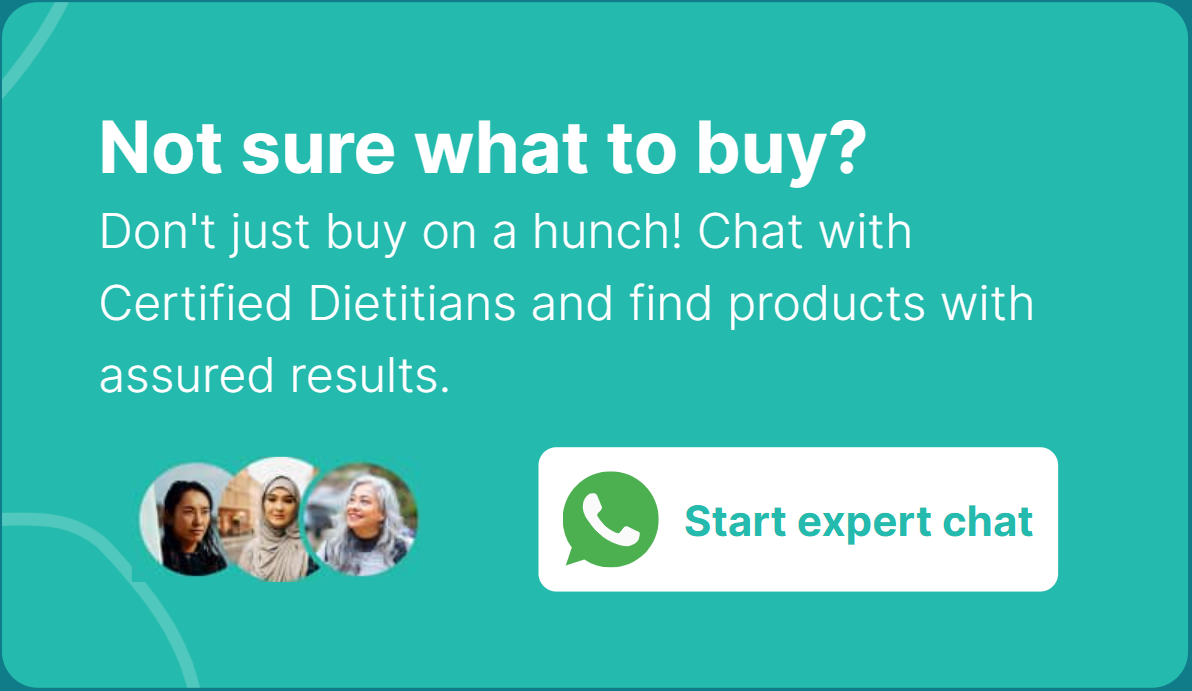 Not sure what to buy?
Don't just buy on a hunch! Chat with
Certified Dietitians and find products with
assured results.
Start expert chat